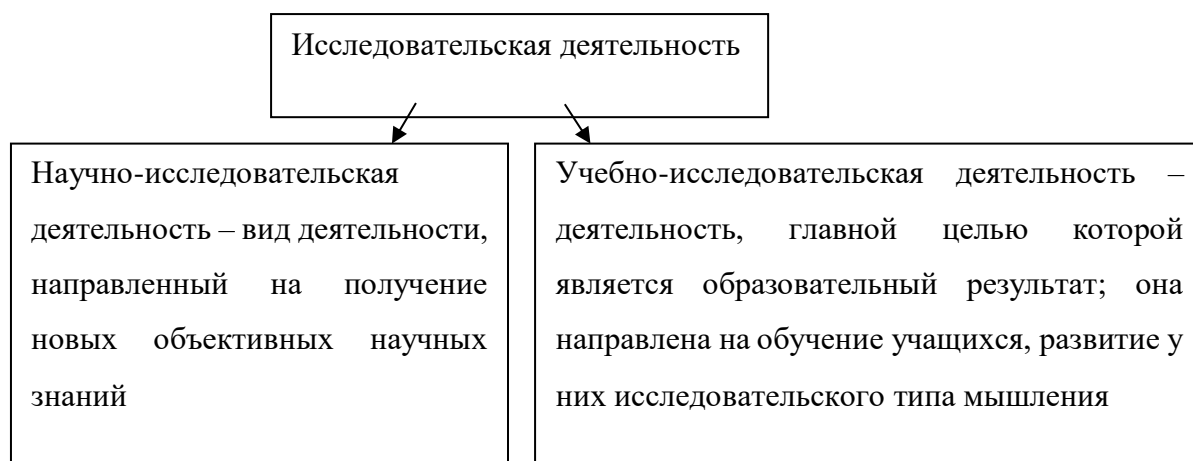 Исследовательская деятельность
Научно-исследовательская
деятельность – вид деятельности,
направленный на получение
новых объективных научных
знаний
Учебно-исследовательская деятельность –
деятельность, главной целью которой
является образовательный результат; она
направлена на обучение учащихся, развитие у
них исследовательского типа мышления